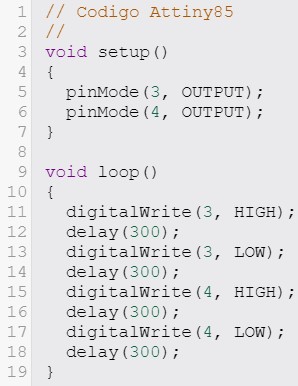 1 // Codigo Attiny85
2 //
3 void setup()
4 {
5   pinMode(3, OUTPUT);
6   pinMode(4, OUTPUT);
7 }
8
9 void loop()
10 {
11   digitalWrite(3, HIGH);
12   delay(300);
13   digitalWrite(3, LOW);
14   delay(300);
15   digitalWrite(4, HIGH);
16   delay(300);
17   digitalWrite(4, LOW);
18   delay(300);
19 }